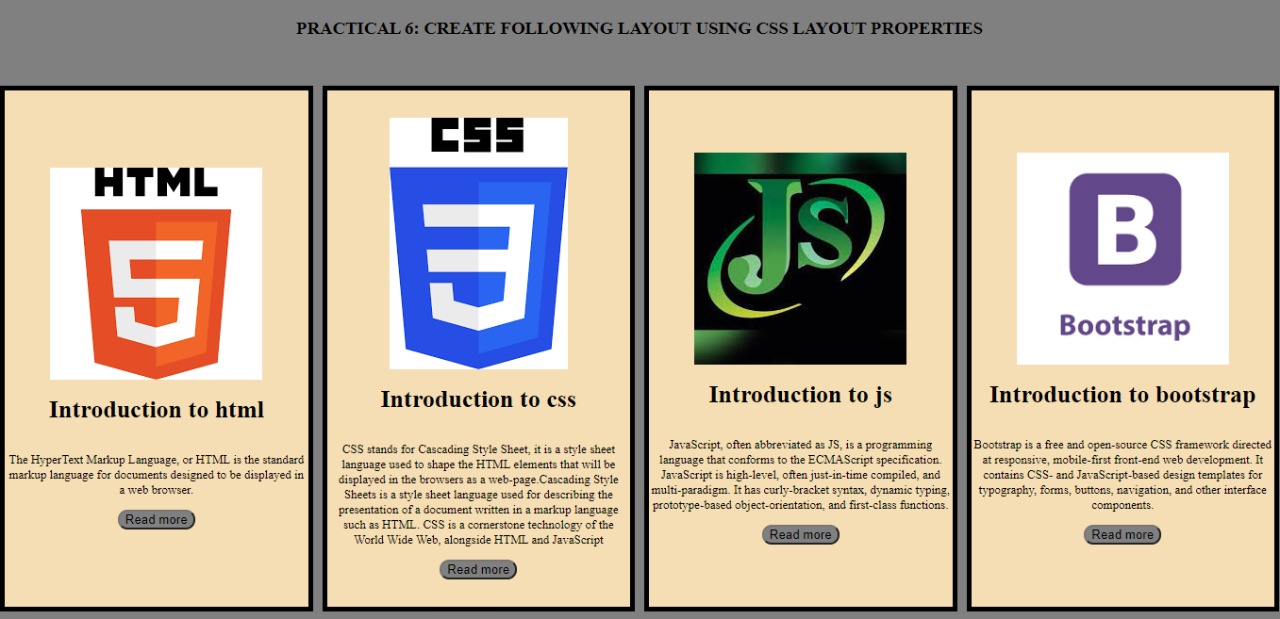 PRACTICAL 6: CREATE FOLLOWING LAYOUT USING CSS LAYOUT PROPERTIES
HTML
5
Introduction to html
The HyperText Markup Language, or HTML is the standard
markup language for documents designed to be displayed in
a web browser.
Read more
CSS
3
Introduction to css
CSS stands for Cascading Style Sheet, it is a style sheet
language used to shape the HTML elements that will be
displayed in the browsers as a web-page.Cascading Style
Sheets is a style sheet language used for describing the
presentation of a document written in a markup language
such as HTML. CSS is a cornerstone technology of the
World Wide Web, alongside HTML and JavaScript
Read more
Js
Introduction to js
JavaScript, often abbreviated as JS, is a programming
language that conforms to the ECMAScript specification.
JavaScript is high-level, often just-in-time compiled, and
multi-paradigm. It has curly-bracket syntax, dynamic typing,
prototype-based object-orientation, and first-class functions.
Read more
B
Bootstrap
Introduction to bootstrap
Bootstrap is a free and open-source CSS framework directed
at responsive, mobile-first front-end web development. It
contains CSS- and JavaScript-based design templates for
typography, forms, buttons, navigation, and other interface
components.
Read more